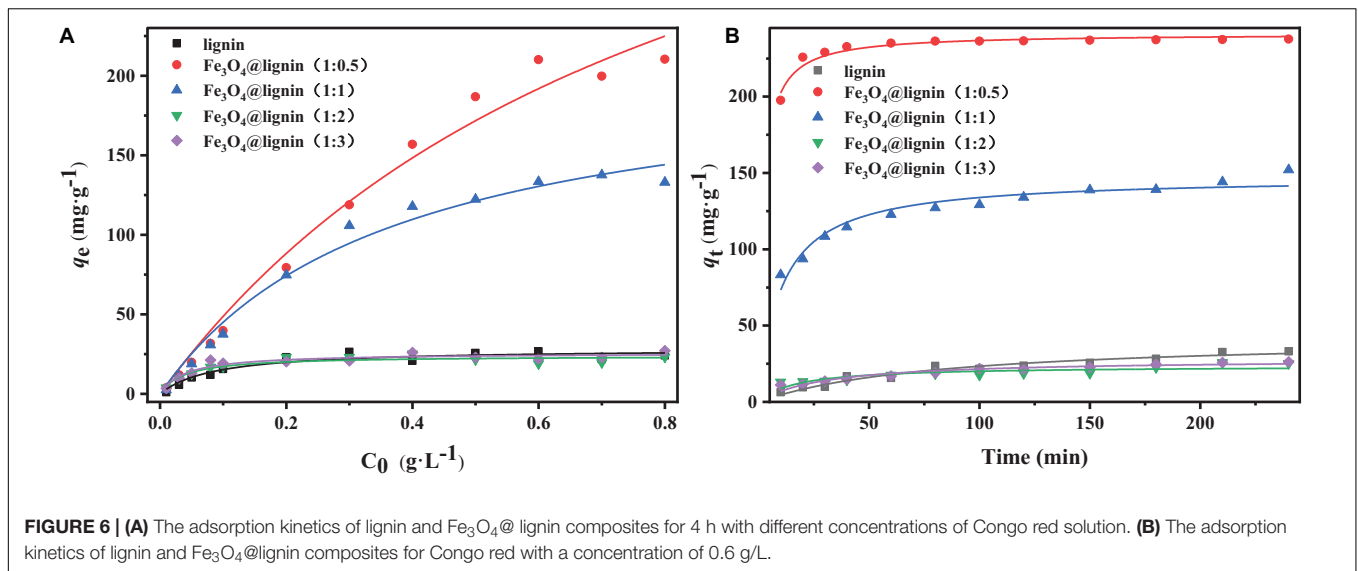 A
lignin
Fe₃O₄@lignin（1:0.5）
Fe₃O₄@lignin（1:1）
Fe₃O₄@lignin（1:2）
Fe₃O₄@lignin（1:3）
200
150
100
50
0
qe (mg·g⁻¹)
0.0 0.2 0.4 0.6 0.8
C₀ (g·L⁻¹)
B
lignin
Fe₃O₄@lignin（1:0.5）
Fe₃O₄@lignin（1:1）
Fe₃O₄@lignin（1:2）
Fe₃O₄@lignin（1:3）
200
150
100
50
0
qt (mg·g⁻¹)
50 100 150 200
Time (min)
FIGURE 6 | (A) The adsorption kinetics of lignin and Fe₃O₄@ lignin composites for 4 h with different concentrations of Congo red solution. (B) The adsorption
kinetics of lignin and Fe₃O₄@lignin composites for Congo red with a concentration of 0.6 g/L.